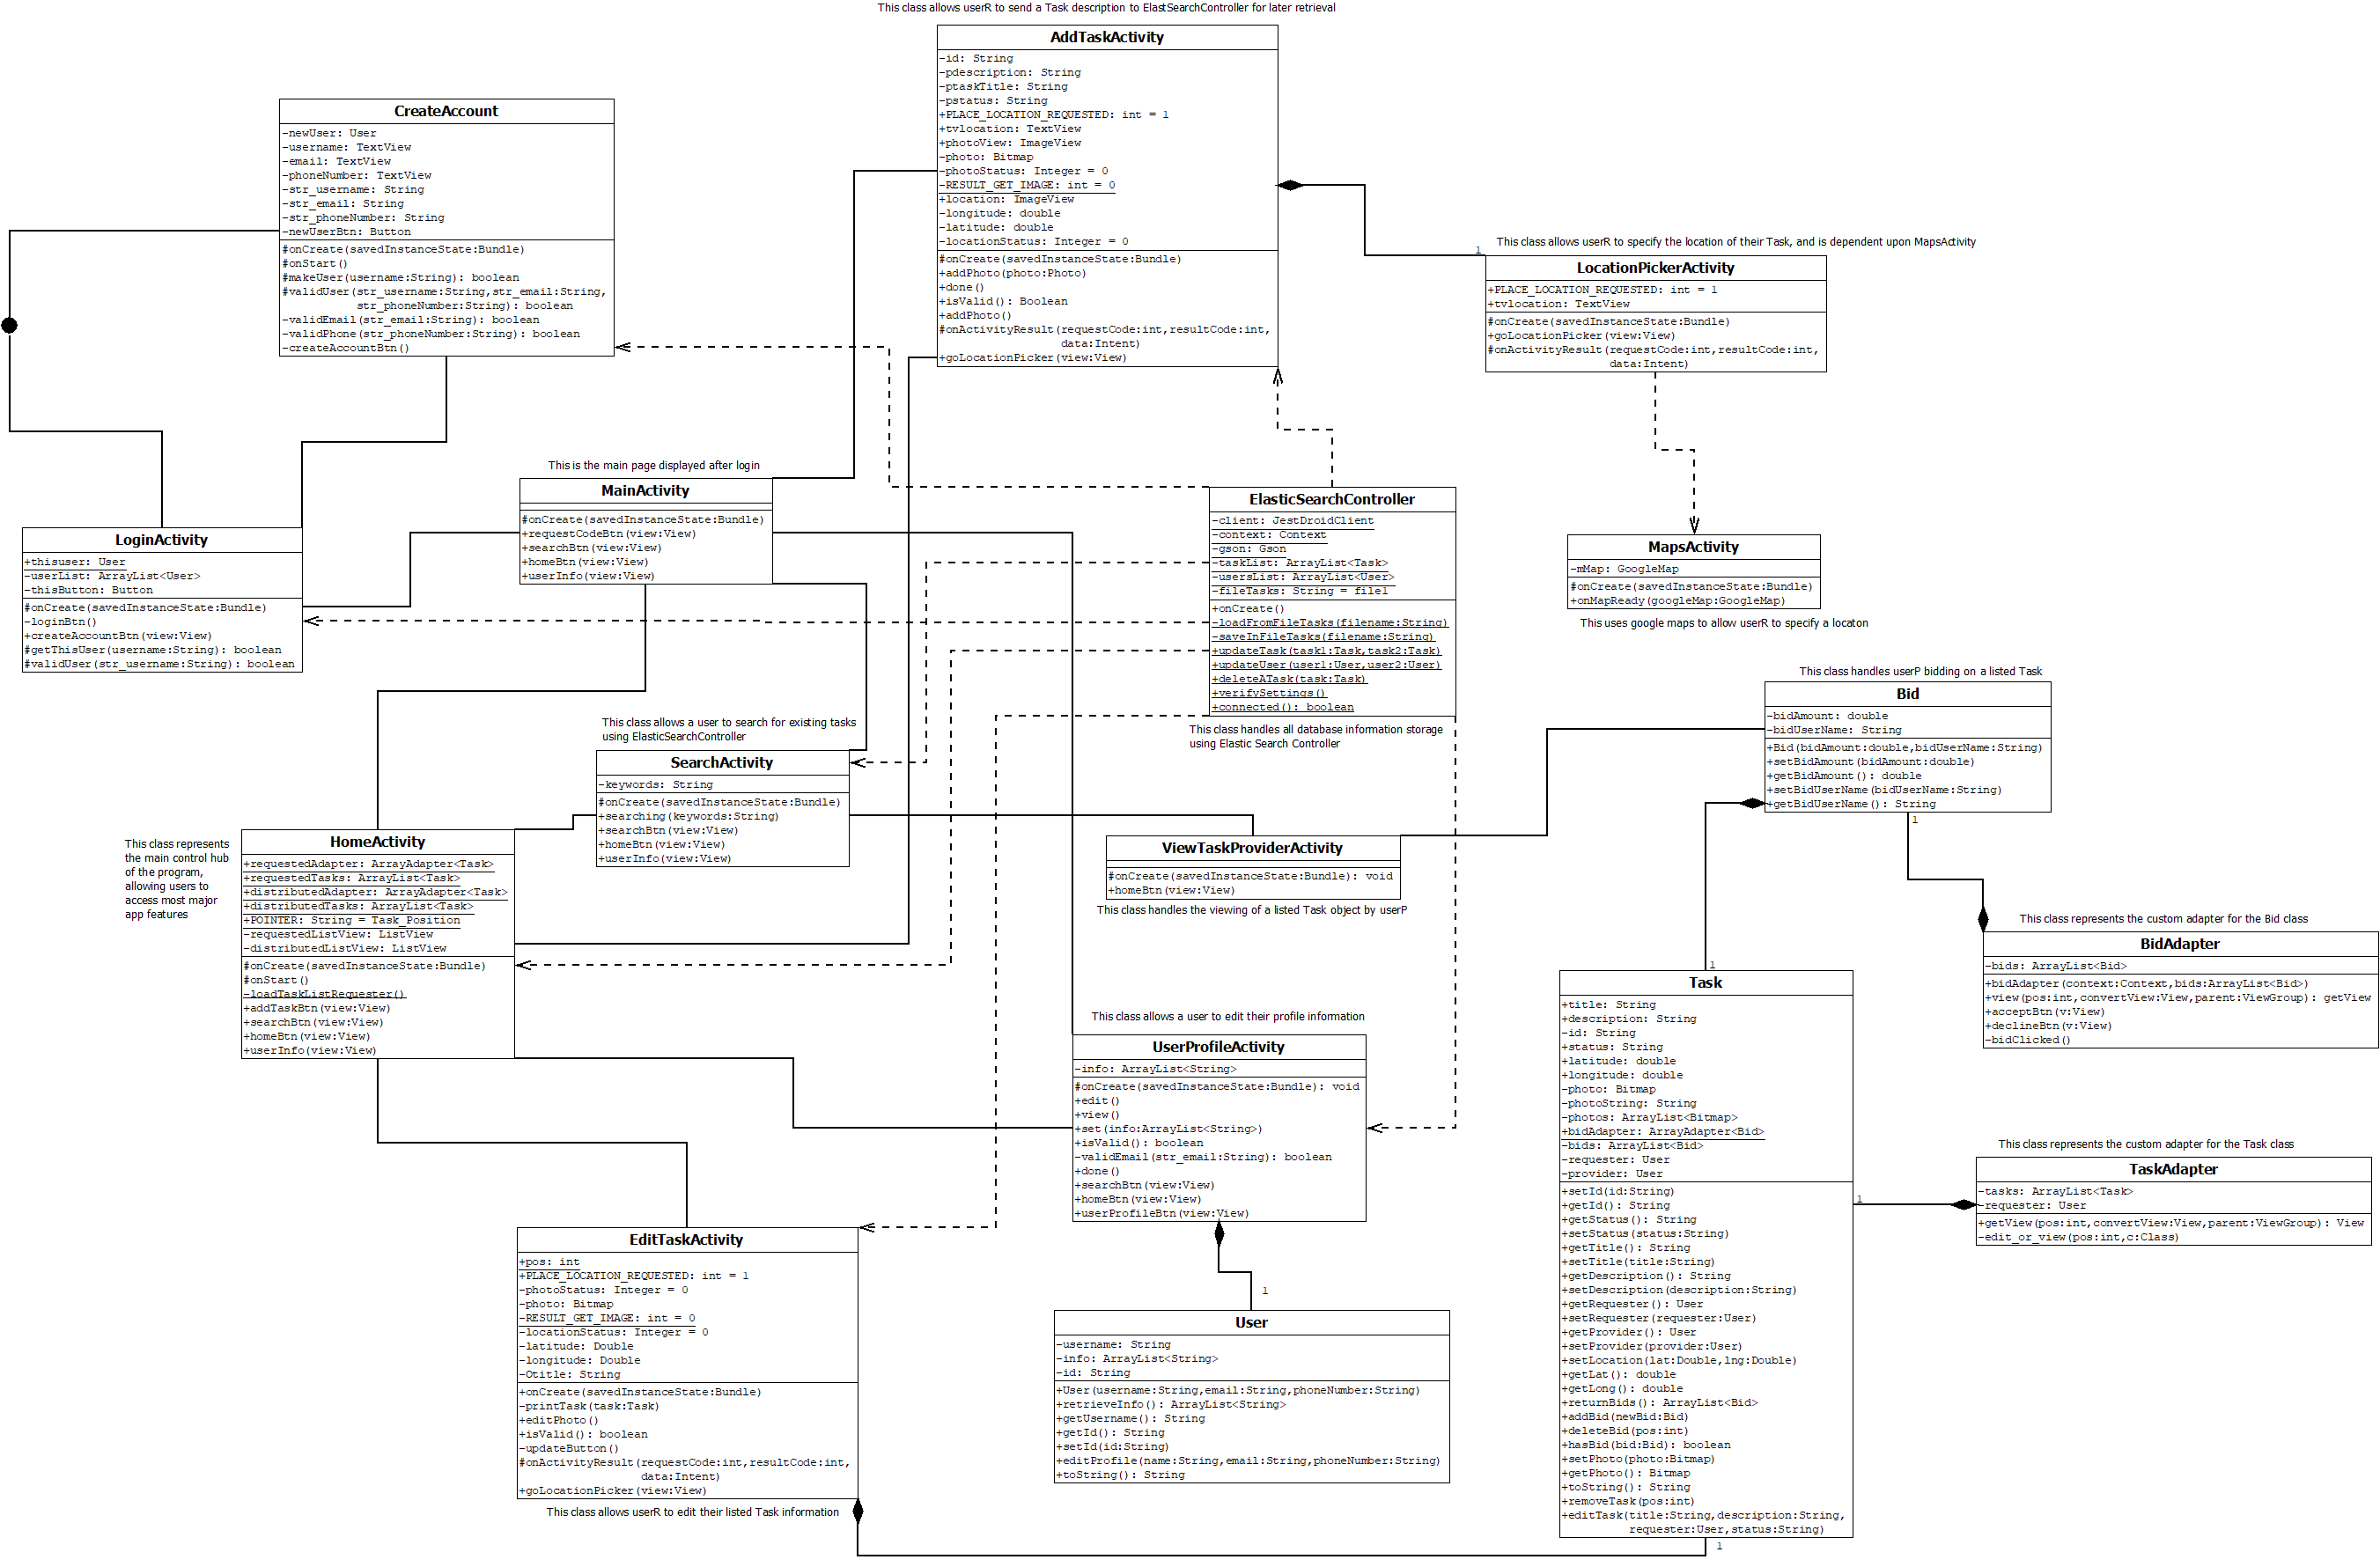 This class allows userR to send a Task description to ElastSearchController for later retrieval
AddTaskActivity
-id: String
-pdescription: String
-ptaskTitle: String
-pstatus: String
+PLACE_LOCATION_REQUESTED: int = 1
+tvlocation: TextView
+photoView: ImageView
-photo: Bitmap
-photoStatus: Integer = 0
-RESULT_GET_IMAGE: int = 0
+location: ImageView
-longitude: double
-latitude: double
-locationStatus: Integer = 0
#onCreate(savedInstanceState:Bundle)
+addPhoto(photo:Photo)
+done()
+isValid(): Boolean
+addPhoto()
#onActivityResult(requestCode:int,resultCode:int,
data:Intent)
+goLocationPicker(view:View)
CreateAccount
-newUser: User
-username: TextView
-email: TextView
-phoneNumber: TextView
-str_username: String
-str_email: String
-str_phoneNumber: String
-newUserBtn: Button
#onCreate(savedInstanceState:Bundle)
#onStart()
#makeUser(username:String): boolean
#validUser(str_username:String,str_email:String,
str_phoneNumber:String): boolean
-validEmail(str_email:String): boolean
-validPhone(str_phoneNumber:String): boolean
-createAccountBtn()
This class allows userR to specify the location of their Task, and is dependent upon MapsActivity
1
LocationPickerActivity
+PLACE_LOCATION_REQUESTED: int = 1
+tvlocation: TextView
#onCreate(savedInstanceState:Bundle)
+goLocationPicker(view:View)
#onActivityResult(requestCode:int,resultCode:int,
data:Intent)
This is the main page displayed after login
MainActivity
#onCreate(savedInstanceState:Bundle)
+requestCodeBtn(view:View)
+searchBtn(view:View)
+homeBtn(view:View)
+userInfo(view:View)
ElasticSearchController
-client: JestDroidClient
-context: Context
-gson: Gson
-taskList: ArrayList<Task>
-usersList: ArrayList<User>
-fileTasks: String = file1
+onCreate()
-loadFromFileTasks(filename:String)
-saveInFileTasks(filename:String)
+updateTask(task1:Task,task2:Task)
+updateUser(user1:User,user2:User)
+deleteATask(task:Task)
+verifySettings()
+connected(): boolean
This class handles all database information storage
using Elastic Search Controller
LoginActivity
+thisuser: User
-userList: ArrayList<User>
-thisButton: Button
#onCreate(savedInstanceState:Bundle)
-loginBtn()
+createAccountBtn(view:View)
#getThisUser(username:String): boolean
#validUser(str_username:String): boolean
MapsActivity
-mMap: GoogleMap
#onCreate(savedInstanceState:Bundle)
+onMapReady(googleMap:GoogleMap)
This uses google maps to allow userR to specify a locaton
This class handles userP bidding on a listed Task
Bid
-bidAmount: double
-bidUserName: String
+Bid(bidAmount:double,bidUserName:String)
+setBidAmount(bidAmount:double)
+getBidAmount(): double
+setBidUserName(bidUserName:String)
+getBidUserName(): String
1
This class allows a user to search for existing tasks
using ElasticSearchController
SearchActivity
-keywords: String
#onCreate(savedInstanceState:Bundle)
+searching(keywords:String)
+searchBtn(view:View)
+homeBtn(view:View)
+userInfo(view:View)
This class represents
the main control hub
of the program,
allowing users to
access most major
app features
HomeActivity
+requestedAdapter: ArrayAdapter<Task>
+requestedTasks: ArrayList<Task>
+distributedAdapter: ArrayAdapter<Task>
+distributedTasks: ArrayList<Task>
+POINTER: String = Task_Position
-requestedListView: ListView
-distributedListView: ListView
#onCreate(savedInstanceState:Bundle)
#onStart()
-loadTaskListRequester()
+addTaskBtn(view:View)
+searchBtn(view:View)
+homeBtn(view:View)
+userInfo(view:View)
ViewTaskProviderActivity
#onCreate(savedInstanceState:Bundle): void
+homeBtn(view:View)
This class handles the viewing of a listed Task object by userP
This class represents the custom adapter for the Bid class
BidAdapter
-bids: ArrayList<Bid>
+bidAdapter(context:Context,bids:ArrayList<Bid>)
+view(pos:int,convertView:View,parent:ViewGroup): getView
+acceptBtn(v:View)
+declineBtn(v:View)
-bidClicked()
1
Task
+title: String
+description: String
-id: String
+status: String
+latitude: double
+longitude: double
-photo: Bitmap
-photoString: String
-photos: ArrayList<Bitmap>
+bidAdapter: ArrayAdapter<Bid>
-bids: ArrayList<Bid>
-requester: User
-provider: User
+setId(id:String)
+getId(): String
+getStatus(): String
+setStatus(status:String)
+getTitle(): String
+setTitle(title:String)
+getDescription(): String
+setDescription(description:String)
+getRequester(): User
+setRequester(requester:User)
+getProvider(): User
+setProvider(provider:User)
+setLocation(lat:Double,lng:Double)
+getLat(): double
+getLong(): double
+returnBids(): ArrayList<Bid>
+addBid(newBid:Bid)
+deleteBid(pos:int)
+hasBid(bid:Bid): boolean
+setPhoto(photo:Bitmap)
+getPhoto(): Bitmap
+toString(): String
+removeTask(pos:int)
+editTask(title:String,description:String,
requester:User,status:String)
1
1
This class represents the custom adapter for the Task class
TaskAdapter
-tasks: ArrayList<Task>
-requester: User
+getView(pos:int,convertView:View,parent:ViewGroup): View
-edit_or_view(pos:int,c:Class)
This class allows a user to edit their profile information
UserProfileActivity
-info: ArrayList<String>
#onCreate(savedInstanceState:Bundle): void
+edit()
+view()
+set(info:ArrayList<String>)
+isValid(): boolean
-validEmail(str_email:String): boolean
+done()
+searchBtn(view:View)
+homeBtn(view:View)
+userProfileBtn(view:View)
1
User
-username: String
-info: ArrayList<String>
-id: String
+User(username:String,email:String,phoneNumber:String)
+retrieveInfo(): ArrayList<String>
+getUsername(): String
+getId(): String
+setId(id:String)
+editProfile(name:String,email:String,phoneNumber:String)
+toString(): String
EditTaskActivity
+pos: int
+PLACE_LOCATION_REQUESTED: int = 1
-photoStatus: Integer = 0
-photo: Bitmap
-RESULT_GET_IMAGE: int = 0
-locationStatus: Integer = 0
-latitude: Double
-longitude: Double
-Otitle: String
+onCreate(savedInstanceState:Bundle)
-printTask(task:Task)
+editPhoto()
+isValid(): boolean
-updateButton()
#onActivityResult(requestCode:int,resultCode:int,
data:Intent)
+goLocationPicker(view:View)
This class allows userR to edit their listed Task information